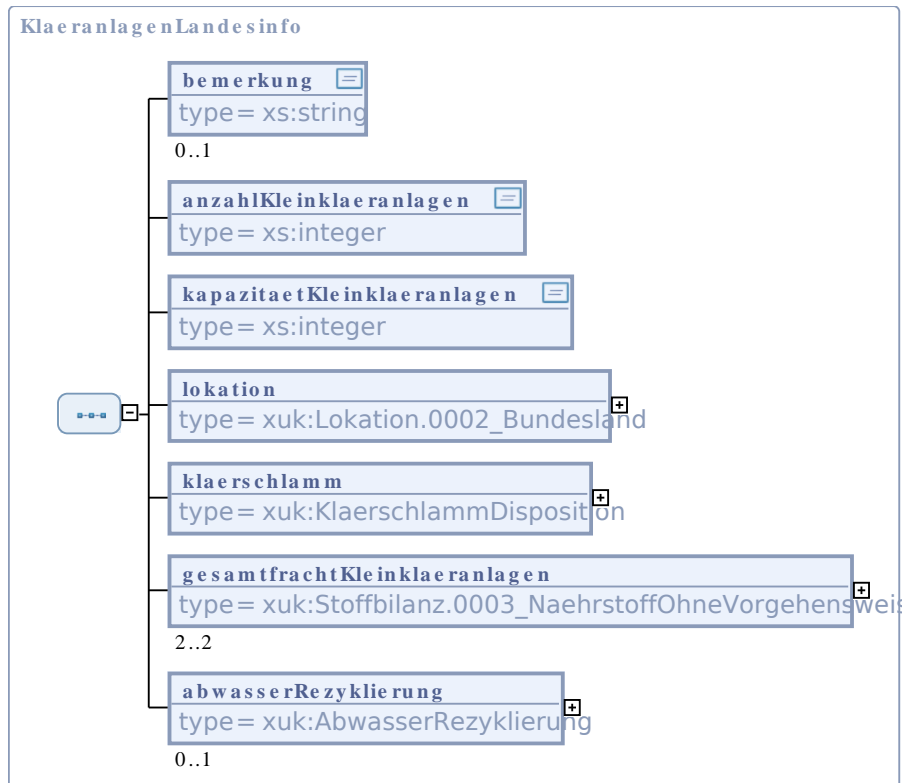 KlaeranlagenLandesinfo
bemerkung
type= xs:string
0..1
anzahlKleinklaeranlagen
type= xs:integer
kapazitaetKleinklaeranlagen
type= xs:integer
lokation
type= xuk:Lokation.0002_Bundesland
klaerschlamm
type= xuk:KlaerschlammDisposition
gesamtfrachtKleinklaeranlagen
type= xuk:Stoffbilanz.0003_NaehrstoffOhneVorgehensweis
2..2
abwasserRezyklierung
type= xuk:AbwasserRezyklierung
0..1